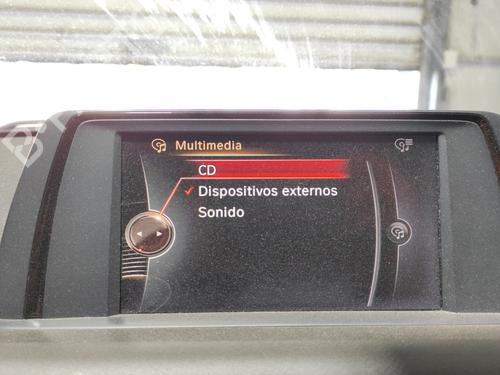 Multimedia
CD
Dispositivos externos
Sonido